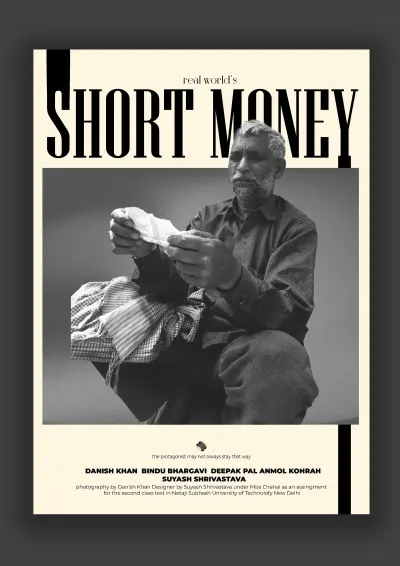 real world's
SHORT MONEY
the protagonist may not always stay that way
DANISH KHAN BINDU BHARGAVI DEEPAK PAL ANMOL KOHRAH
SUYASH SHRIVASTAVA
photography by Danish Khan Designer by Suyash Shrivastava under Miss Chahal as an assingment
for the second class test in Netaji Subhash University of Technolofy New Delhi